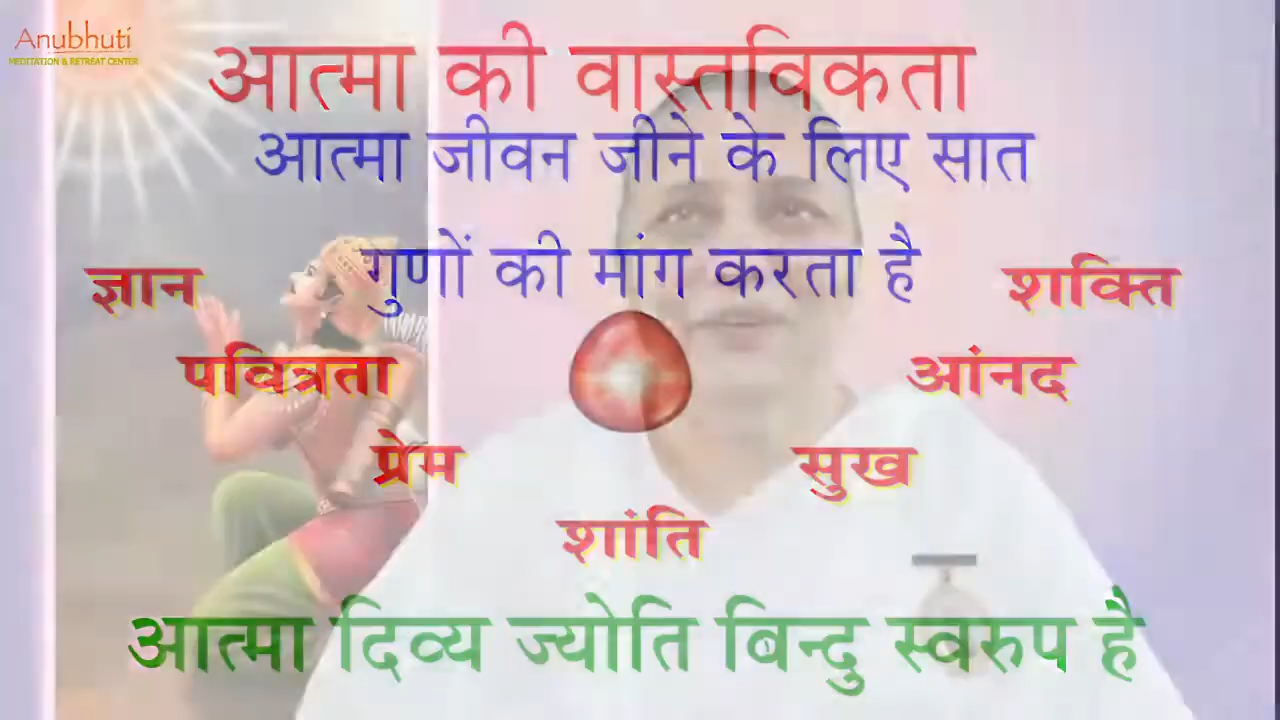 Anubhuti
MEDITATION & RETREAT CENTER
आत्मा की वास्तविकता
आत्मा जीवन जीने के लिए सात
गुणों की मांग करता है
ज्ञान
शक्ति
पवित्रता
आंनद
प्रेम
सुख
शांति
आत्मा दिव्य ज्योति बिन्दु स्वरुप है